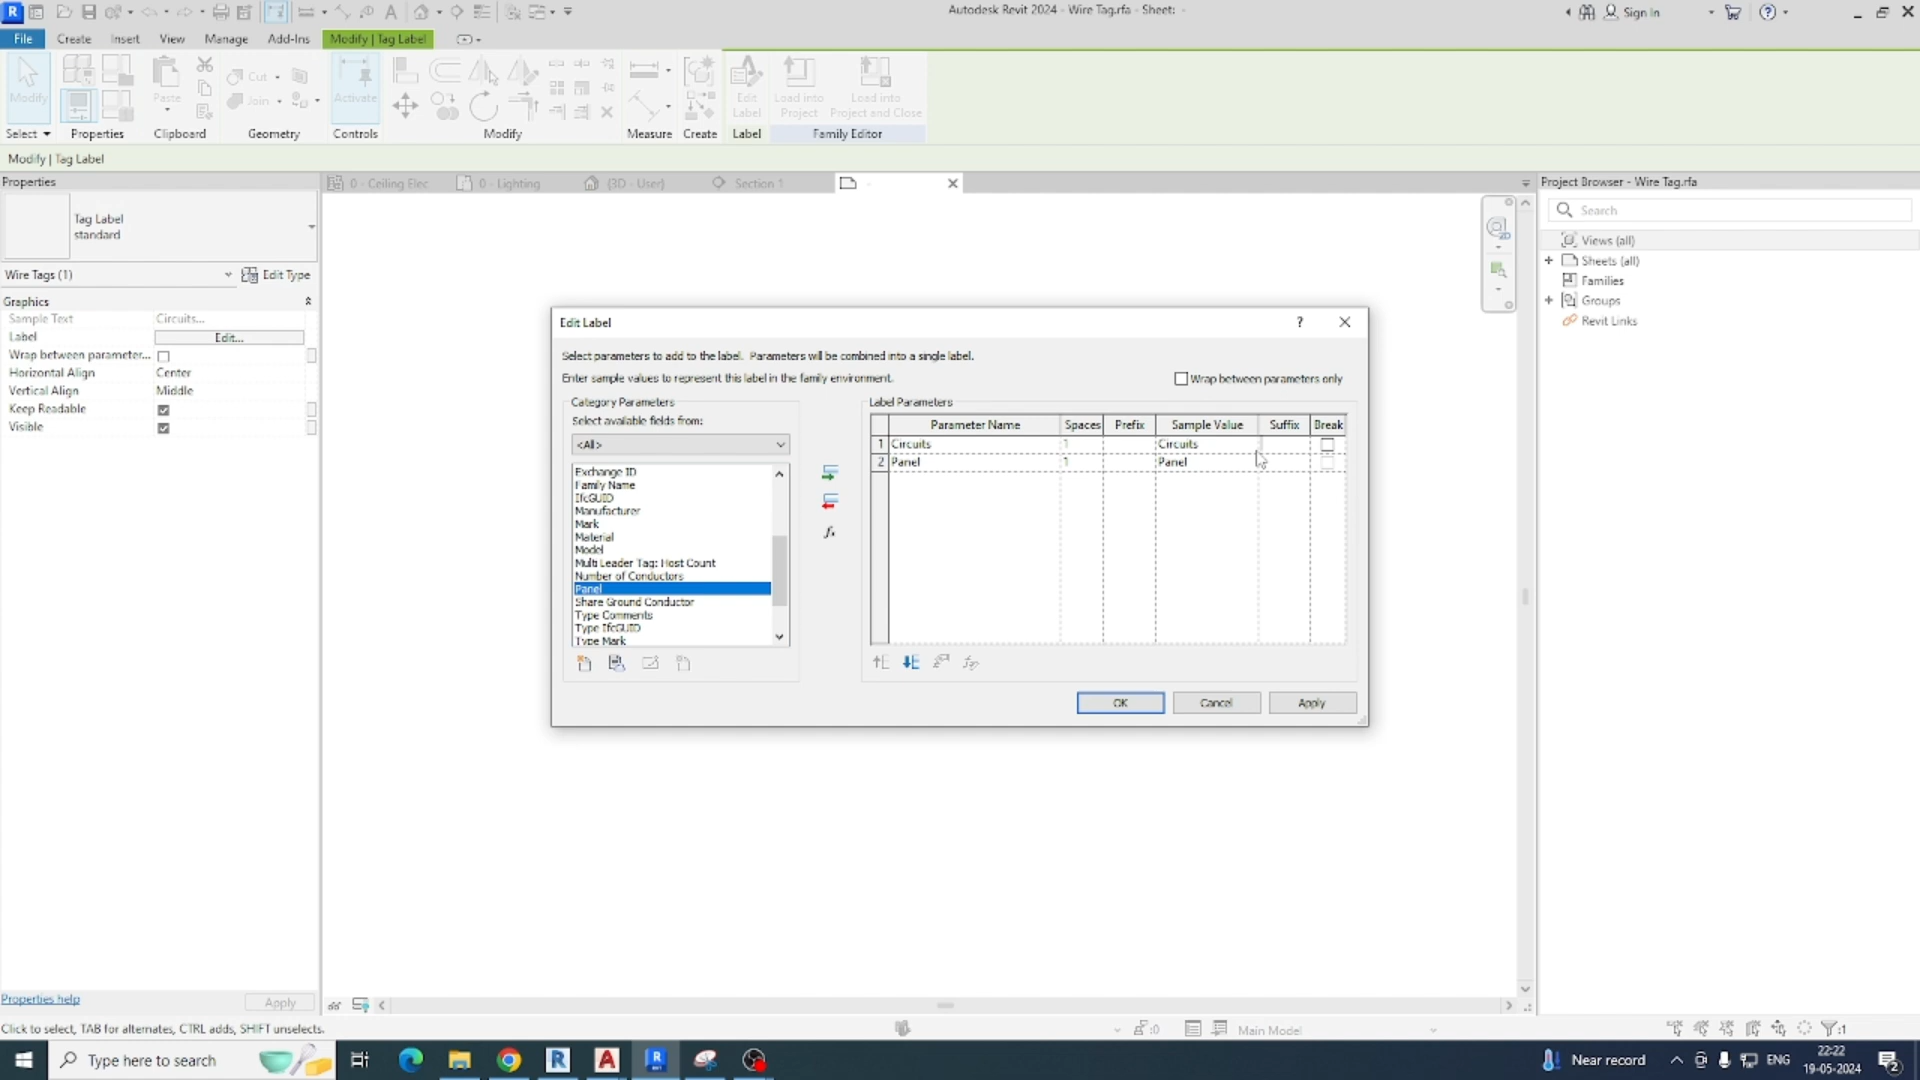 Autodesk Revit 2024 - Wire Tag.rfa - Sheet: -
Sign In
File
Create
Insert
View
Manage
Add-Ins
Modify | Tag Label
Modify
Paste
Cut
Join
Activate
Edit
Label
Load into
Project
Load into
Project and Close
Select
Properties
Clipboard
Geometry
Controls
Modify
Measure
Create
Label
Family Editor
Modify | Tag Label
Properties
0 - Ceiling Elec
0 - Lighting
{3D - User}
Section 1
-
Project Browser - Wire Tag.rfa
Tag Label
standard
Search
Views (all)
Sheets (all)
Families
Groups
Revit Links
Wire Tags (1)
Edit Type
Graphics
Sample Text
Circuits...
Label
Edit...
Wrap between parameter...
Horizontal Align
Center
Vertical Align
Middle
Keep Readable
Visible
2D
Edit Label
?
Select parameters to add to the label. Parameters will be combined into a single label.
Enter sample values to represent this label in the family environment.
Wrap between parameters only
Category Parameters
Select available fields from:
<All>
Exchange ID
Family Name
IfcGUID
Manufacturer
Mark
Material
Model
Multi Leader Tag: Host Count
Number of Conductors
Panel
Share Ground Conductor
Type Comments
Type IfcGUID
Type Mark
Label Parameters
Parameter Name Spaces Prefix Sample Value Suffix Break
1 Circuits 1 Circuits
2 Panel 1 Panel
OK
Cancel
Apply
Properties help
Apply
Click to select, TAB for alternates, CTRL adds, SHIFT unselects.
:0
Main Model
:1
Type here to search
Near record
ENG
22:22
19-05-2024
2